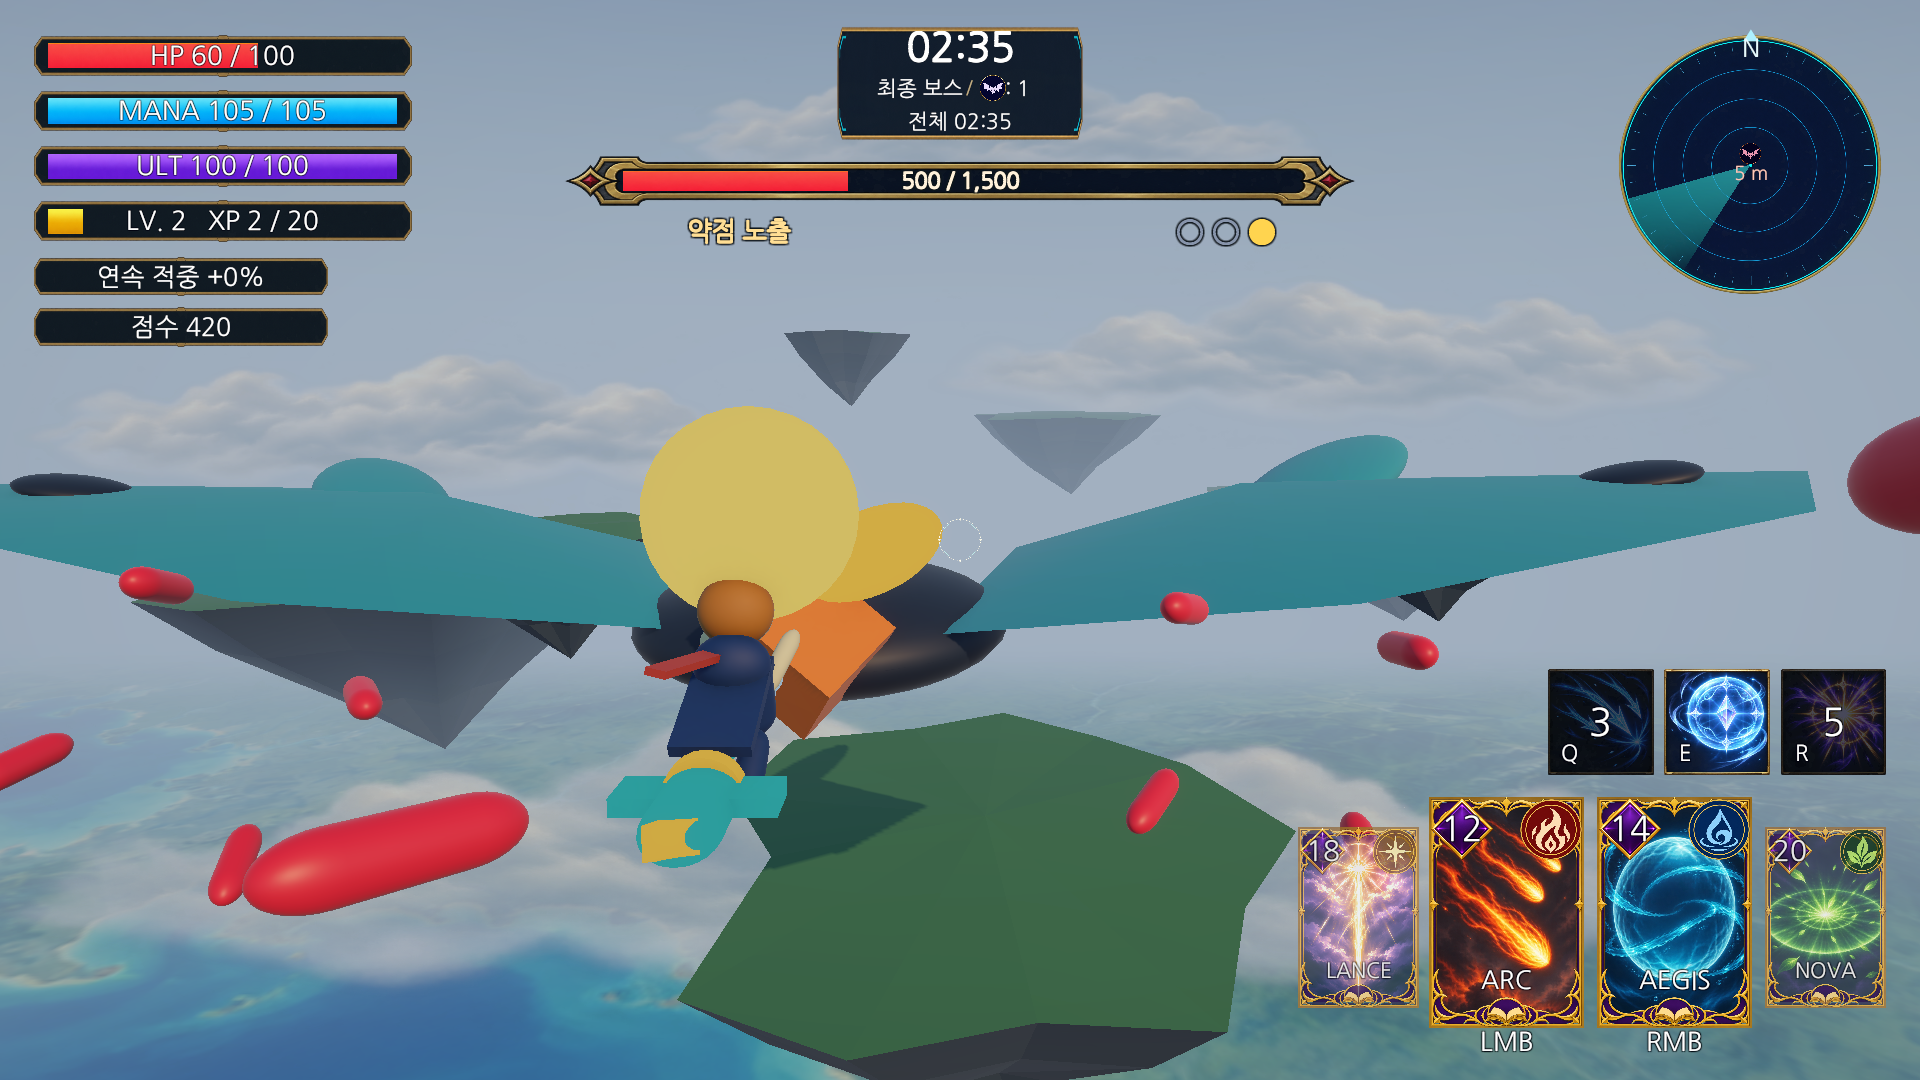 HP 60 / 100
MANA 105 / 105
ULT 100 / 100
LV. 2 XP 2 / 20
연속 적중 +0%
점수 420
02:35
최종 보스 / : 1
전체 02:35
500 / 1,500
약점 노출
N
5 m
3
Q
E
5
R
18
LANCE
12
ARC
LMB
14
AEGIS
RMB
20
NOVA